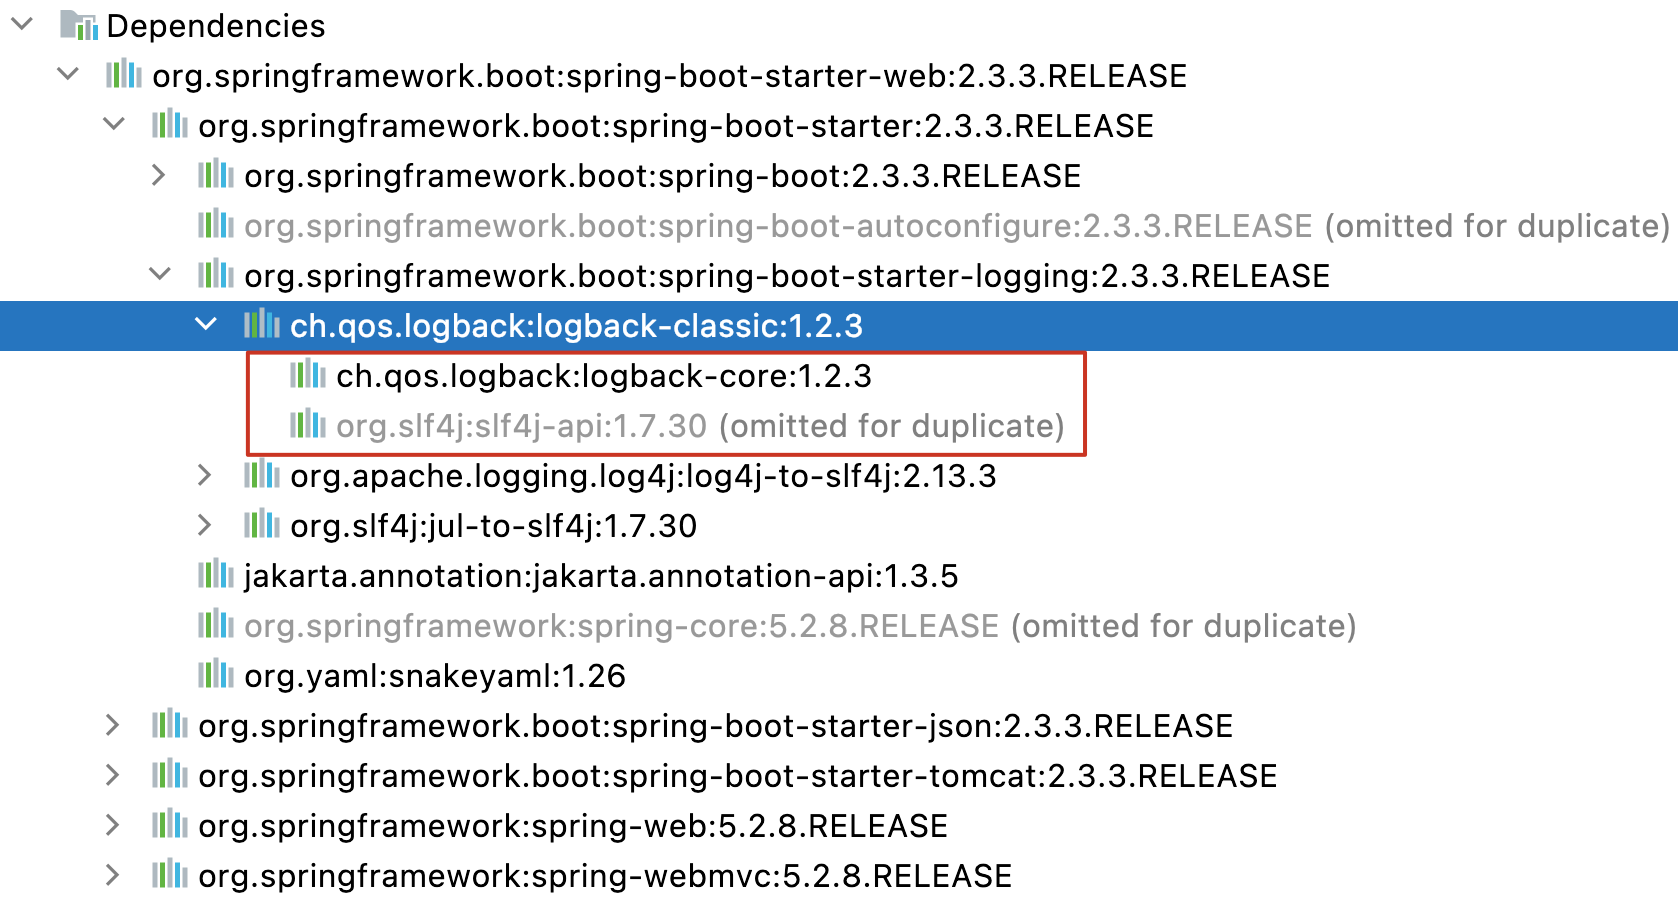 Dependencies
org.springframework.boot:spring-boot-starter-web:2.3.3.RELEASE
org.springframework.boot:spring-boot-starter:2.3.3.RELEASE
org.springframework.boot:spring-boot:2.3.3.RELEASE
org.springframework.boot:spring-boot-autoconfigure:2.3.3.RELEASE (omitted for duplicate)
org.springframework.boot:spring-boot-starter-logging:2.3.3.RELEASE
ch.qos.logback:logback-classic:1.2.3
ch.qos.logback:logback-core:1.2.3
org.slf4j:slf4j-api:1.7.30 (omitted for duplicate)
org.apache.logging.log4j:log4j-to-slf4j:2.13.3
org.slf4j:jul-to-slf4j:1.7.30
jakarta.annotation:jakarta.annotation-api:1.3.5
org.springframework:spring-core:5.2.8.RELEASE (omitted for duplicate)
org.yaml:snakeyaml:1.26
org.springframework.boot:spring-boot-starter-json:2.3.3.RELEASE
org.springframework.boot:spring-boot-starter-tomcat:2.3.3.RELEASE
org.springframework:spring-web:5.2.8.RELEASE
org.springframework:spring-webmvc:5.2.8.RELEASE